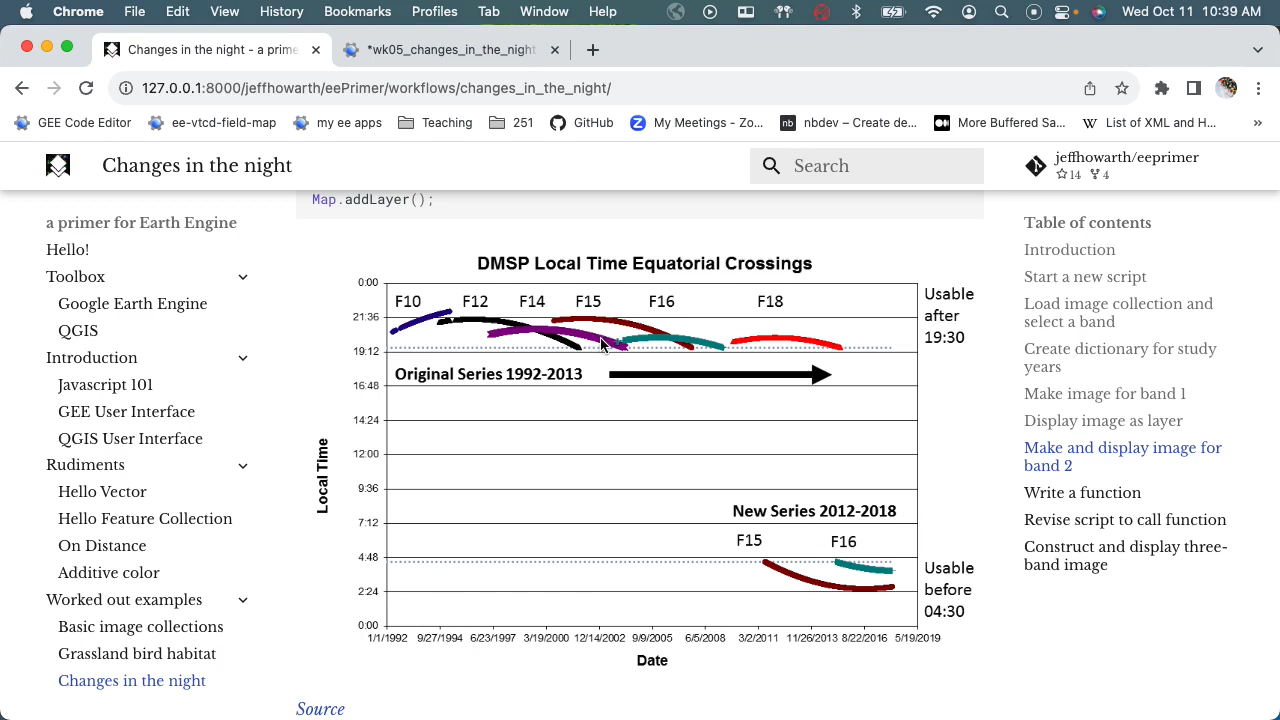 Chrome File Edit View History Bookmarks Profiles Tab Window Help Wed Oct 11 10:39 AM
Changes in the night - a prime
*wk05_changes_in_the_night
127.0.0.1:8000/jeffhowarth/eePrimer/workflows/changes_in_the_night/
GEE Code Editor ee-vtcd-field-map my ee apps Teaching 251 GitHub My Meetings - Zo... nb nbdev – Create de... More Buffered Sa... W List of XML and H... »
Changes in the night
Search
jeffhowarth/eeprimer
14 4
a primer for Earth Engine
Hello!
Toolbox
Google Earth Engine
QGIS
Introduction
Javascript 101
GEE User Interface
QGIS User Interface
Rudiments
Hello Vector
Hello Feature Collection
On Distance
Additive color
Worked out examples
Basic image collections
Grassland bird habitat
Changes in the night
Map.addLayer();
DMSP Local Time Equatorial Crossings
0:00
21:36
19:12
16:48
14:24
12:00
9:36
7:12
4:48
2:24
0:00
Local Time
F10 F12 F14 F15 F16 F18
Original Series 1992-2013
New Series 2012-2018
F15 F16
Usable
after
19:30
Usable
before
04:30
1/1/1992 9/27/1994 6/23/1997 3/19/2000 12/14/2002 9/9/2005 6/5/2008 3/2/2011 11/26/2013 8/22/2016 5/19/2019
Date
Source
Table of contents
Introduction
Start a new script
Load image collection and
select a band
Create dictionary for study
years
Make image for band 1
Display image as layer
Make and display image for
band 2
Write a function
Revise script to call function
Construct and display three-
band image